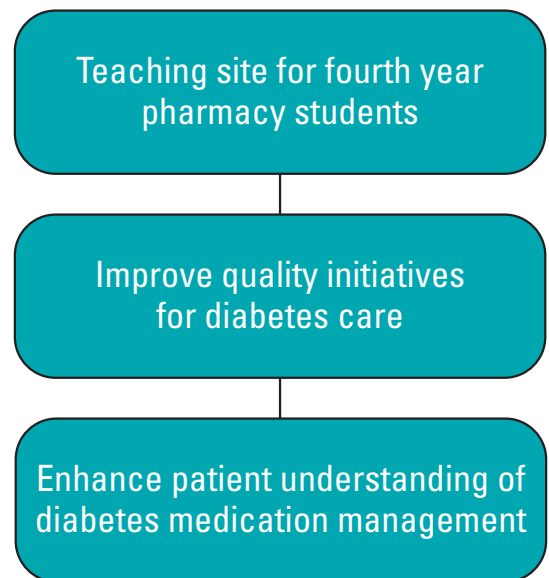 Teaching site for fourth year
pharmacy students
Improve quality initiatives
for diabetes care
Enhance patient understanding of
diabetes medication management